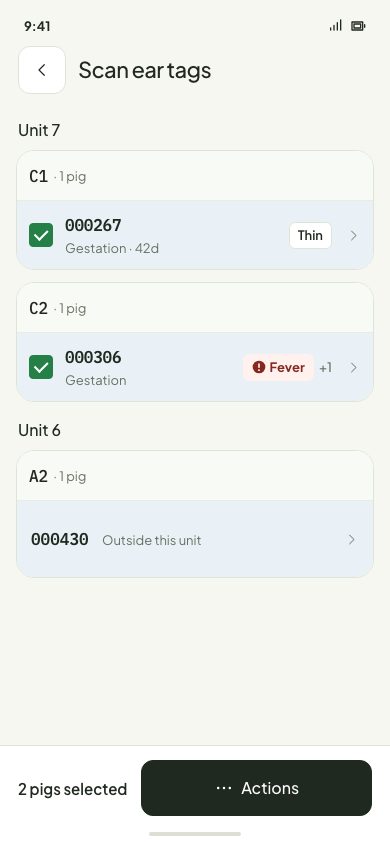 9:41
Scan ear tags
Unit 7
C1 · 1 pig
000267
Gestation · 42d
Thin
C2 · 1 pig
000306
Gestation
Fever +1
Unit 6
A2 · 1 pig
000430 Outside this unit
2 pigs selected
··· Actions